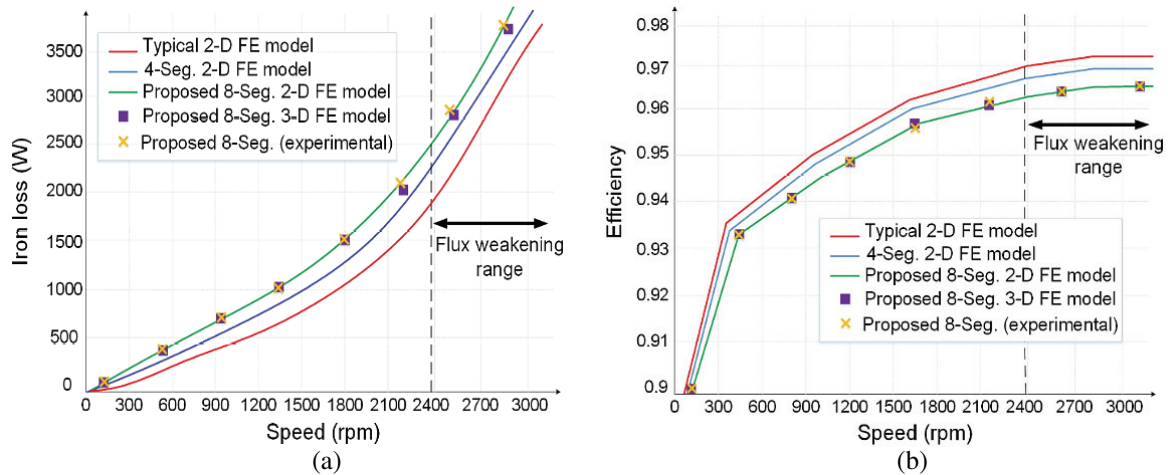 3500
3000
2500
2000
1500
1000
500
0
Iron loss (W)
Typical 2-D FE model
4-Seg. 2-D FE model
Proposed 8-Seg. 2-D FE model
Proposed 8-Seg. 3-D FE model
Proposed 8-Seg. (experimental)
Flux weakening
range
0 300 600 900 1200 1500 1800 2100 2400 2700 3000
Speed (rpm)
(a)
0.98
0.97
0.96
0.95
0.94
0.93
0.92
0.91
0.9
Efficiency
Flux weakening
range
Typical 2-D FE model
4-Seg. 2-D FE model
Proposed 8-Seg. 2-D FE model
Proposed 8-Seg. 3-D FE model
Proposed 8-Seg. (experimental)
0 300 600 900 1200 1500 1800 2100 2400 2700 3000
Speed (rpm)
(b)